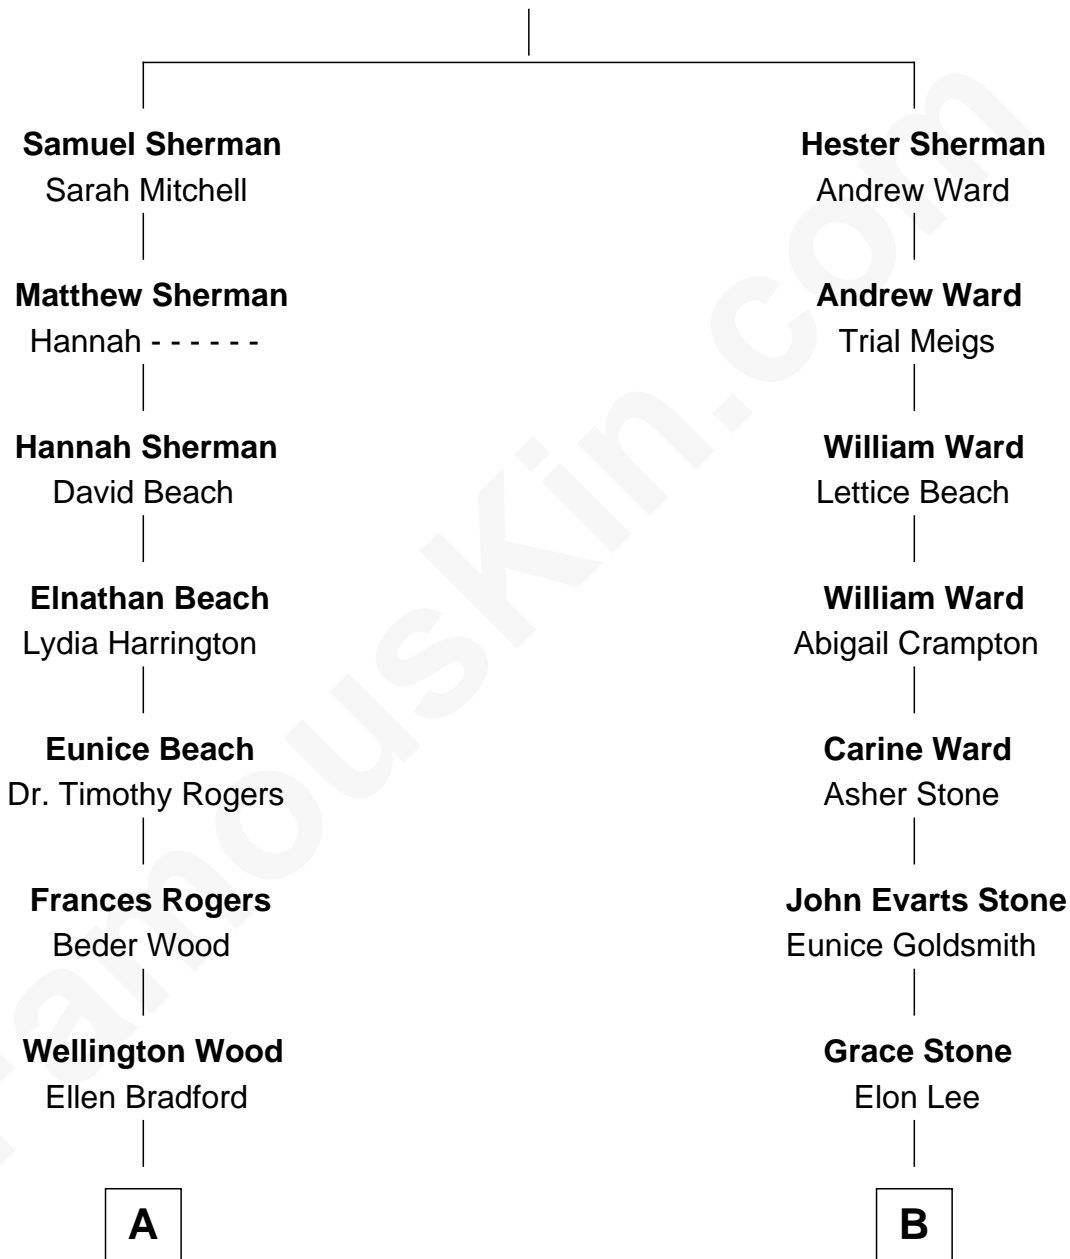 Samuel Sherman
Sarah Mitchell
Matthew Sherman
Hannah - - - - - -
Hannah Sherman
David Beach
Elnathan Beach
Lydia Harrington
Eunice Beach
Dr. Timothy Rogers
Frances Rogers
Beder Wood
Wellington Wood
Ellen Bradford
A
Hester Sherman
Andrew Ward
Andrew Ward
Trial Meigs
William Ward
Lettice Beach
William Ward
Abigail Crampton
Carine Ward
Asher Stone
John Evarts Stone
Eunice Goldsmith
Grace Stone
Elon Lee
B
famouskin.com